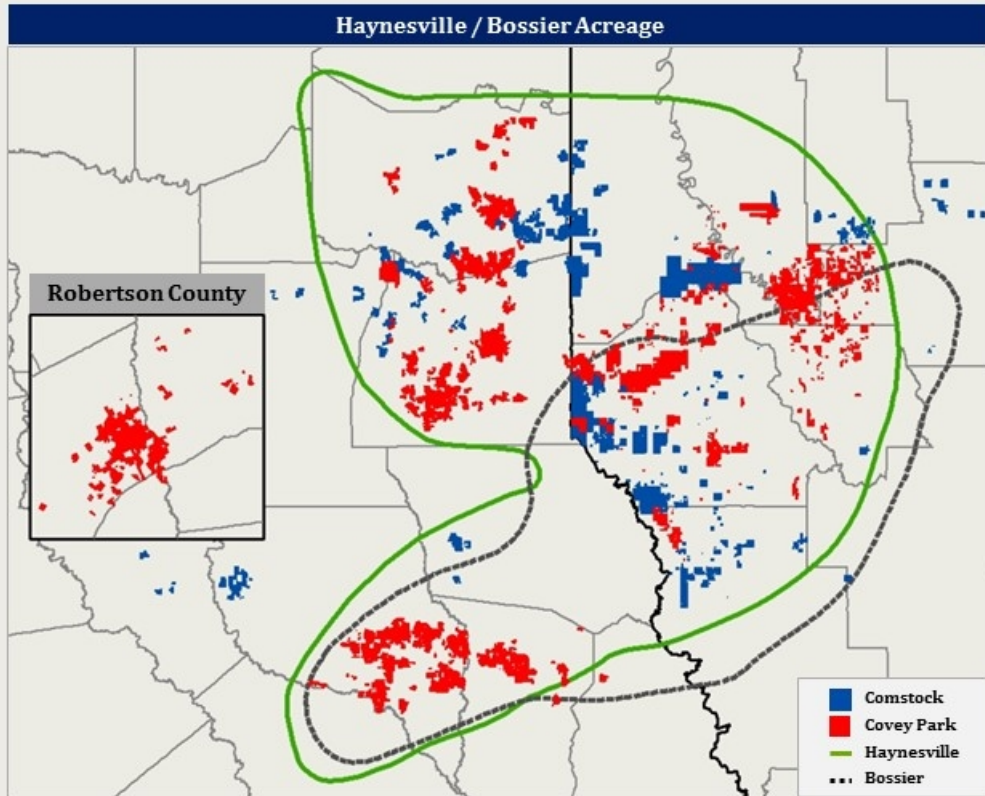 Haynesville / Bossier Acreage
Robertson County
Comstock
Covey Park
Haynesville
Bossier